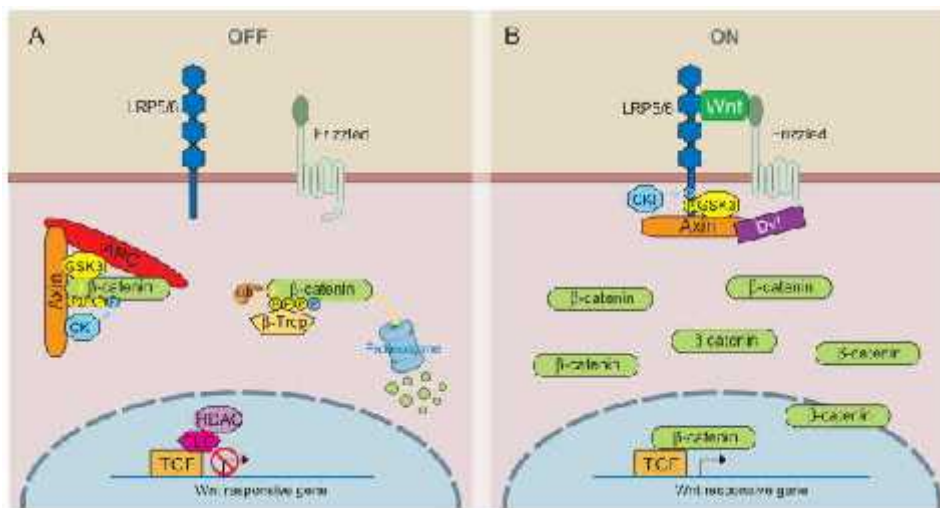 A
OFF
LRP5/6
Frizzled
APC
Axin
GSK3
β-catenin
CKI
β-catenin
β-Trcp
Proteasome
HDAC
TCF
Wnt responsive gene
B
ON
LRP5/6
Wnt
Frizzled
CKI
GSK3
Axin
Dvl
β-catenin
β-catenin
β-catenin
β-catenin
β-catenin
β-catenin
β-catenin
TCF
Wnt responsive gene